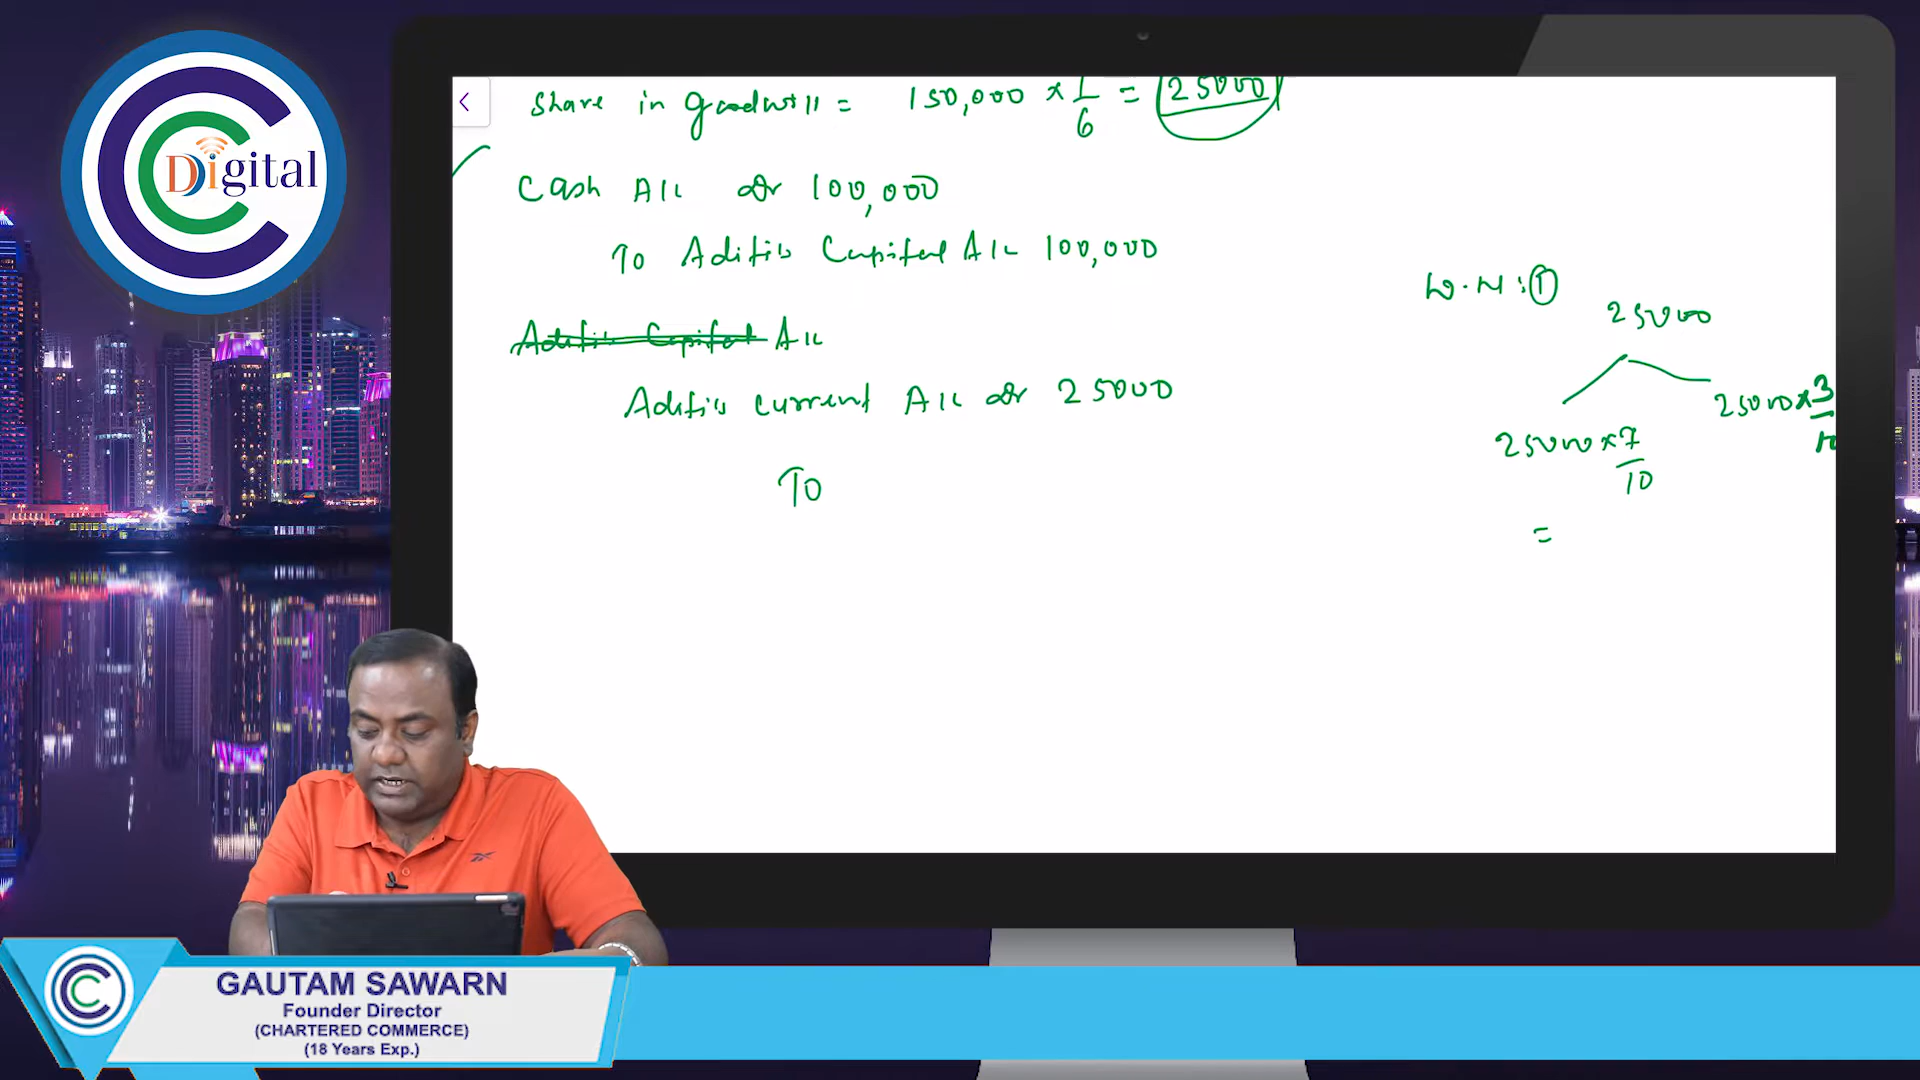 Digital
Share in goodwill = 150,000 × 1/6 = 25000
Cash A/c Dr 100,000
To Aditi's Capital A/c 100,000
Aditi's Capital A/c
Aditi's current A/c Dr 25000
To
W.N:①
25000
25000×3/10
25000×7/10
=
GAUTAM SAWARN
Founder Director
(CHARTERED COMMERCE)
(18 Years Exp.)